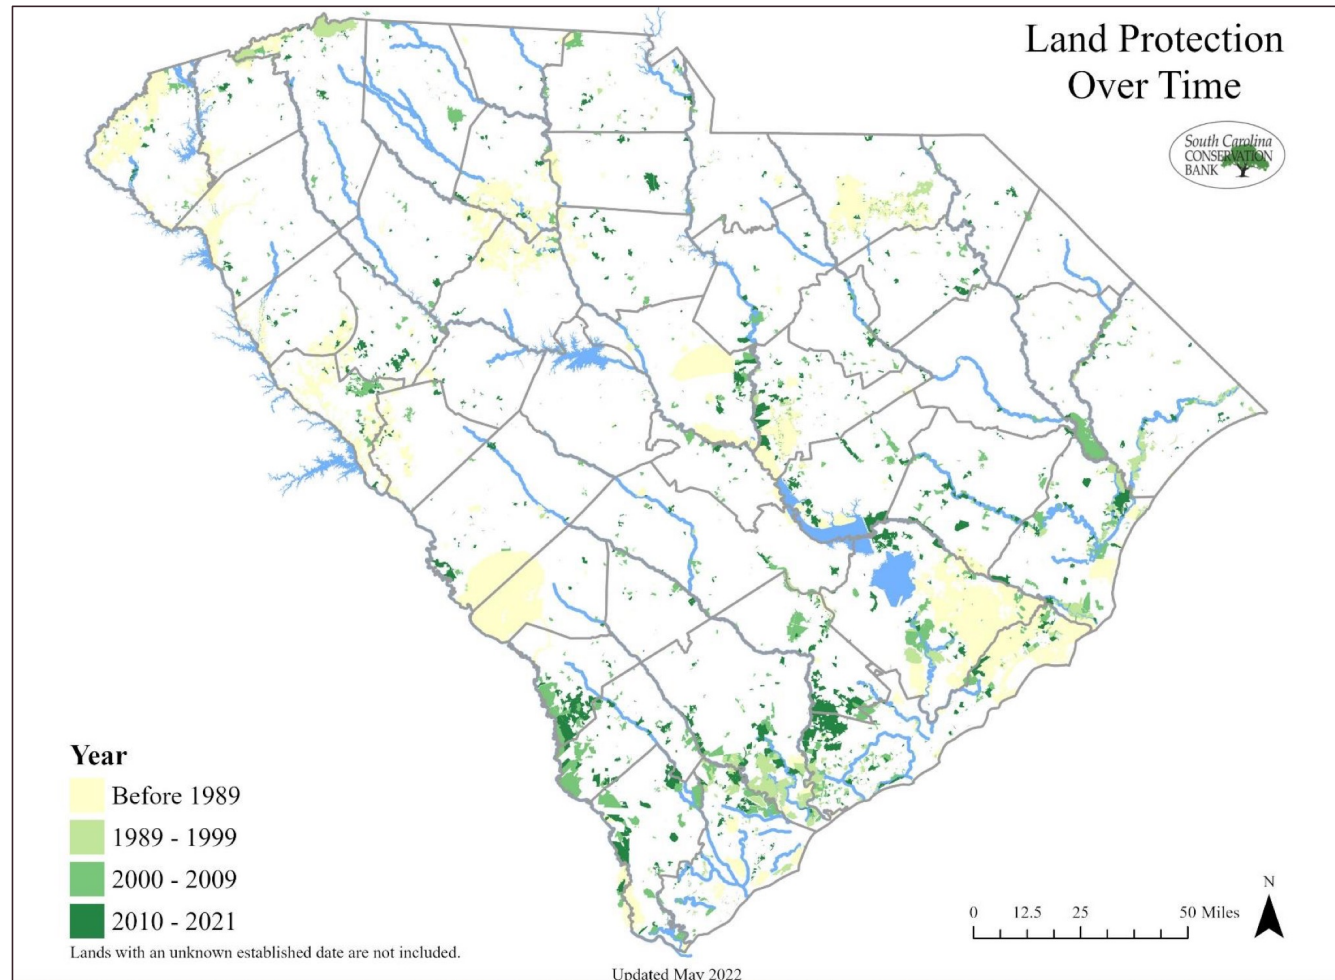 Land Protection
Over Time
South Carolina
CONSERVATION
BANK
Year
Before 1989
1989 - 1999
2000 - 2009
2010 - 2021
Lands with an unknown established date are not included.
N
0 12.5 25 50 Miles
Updated May 2022